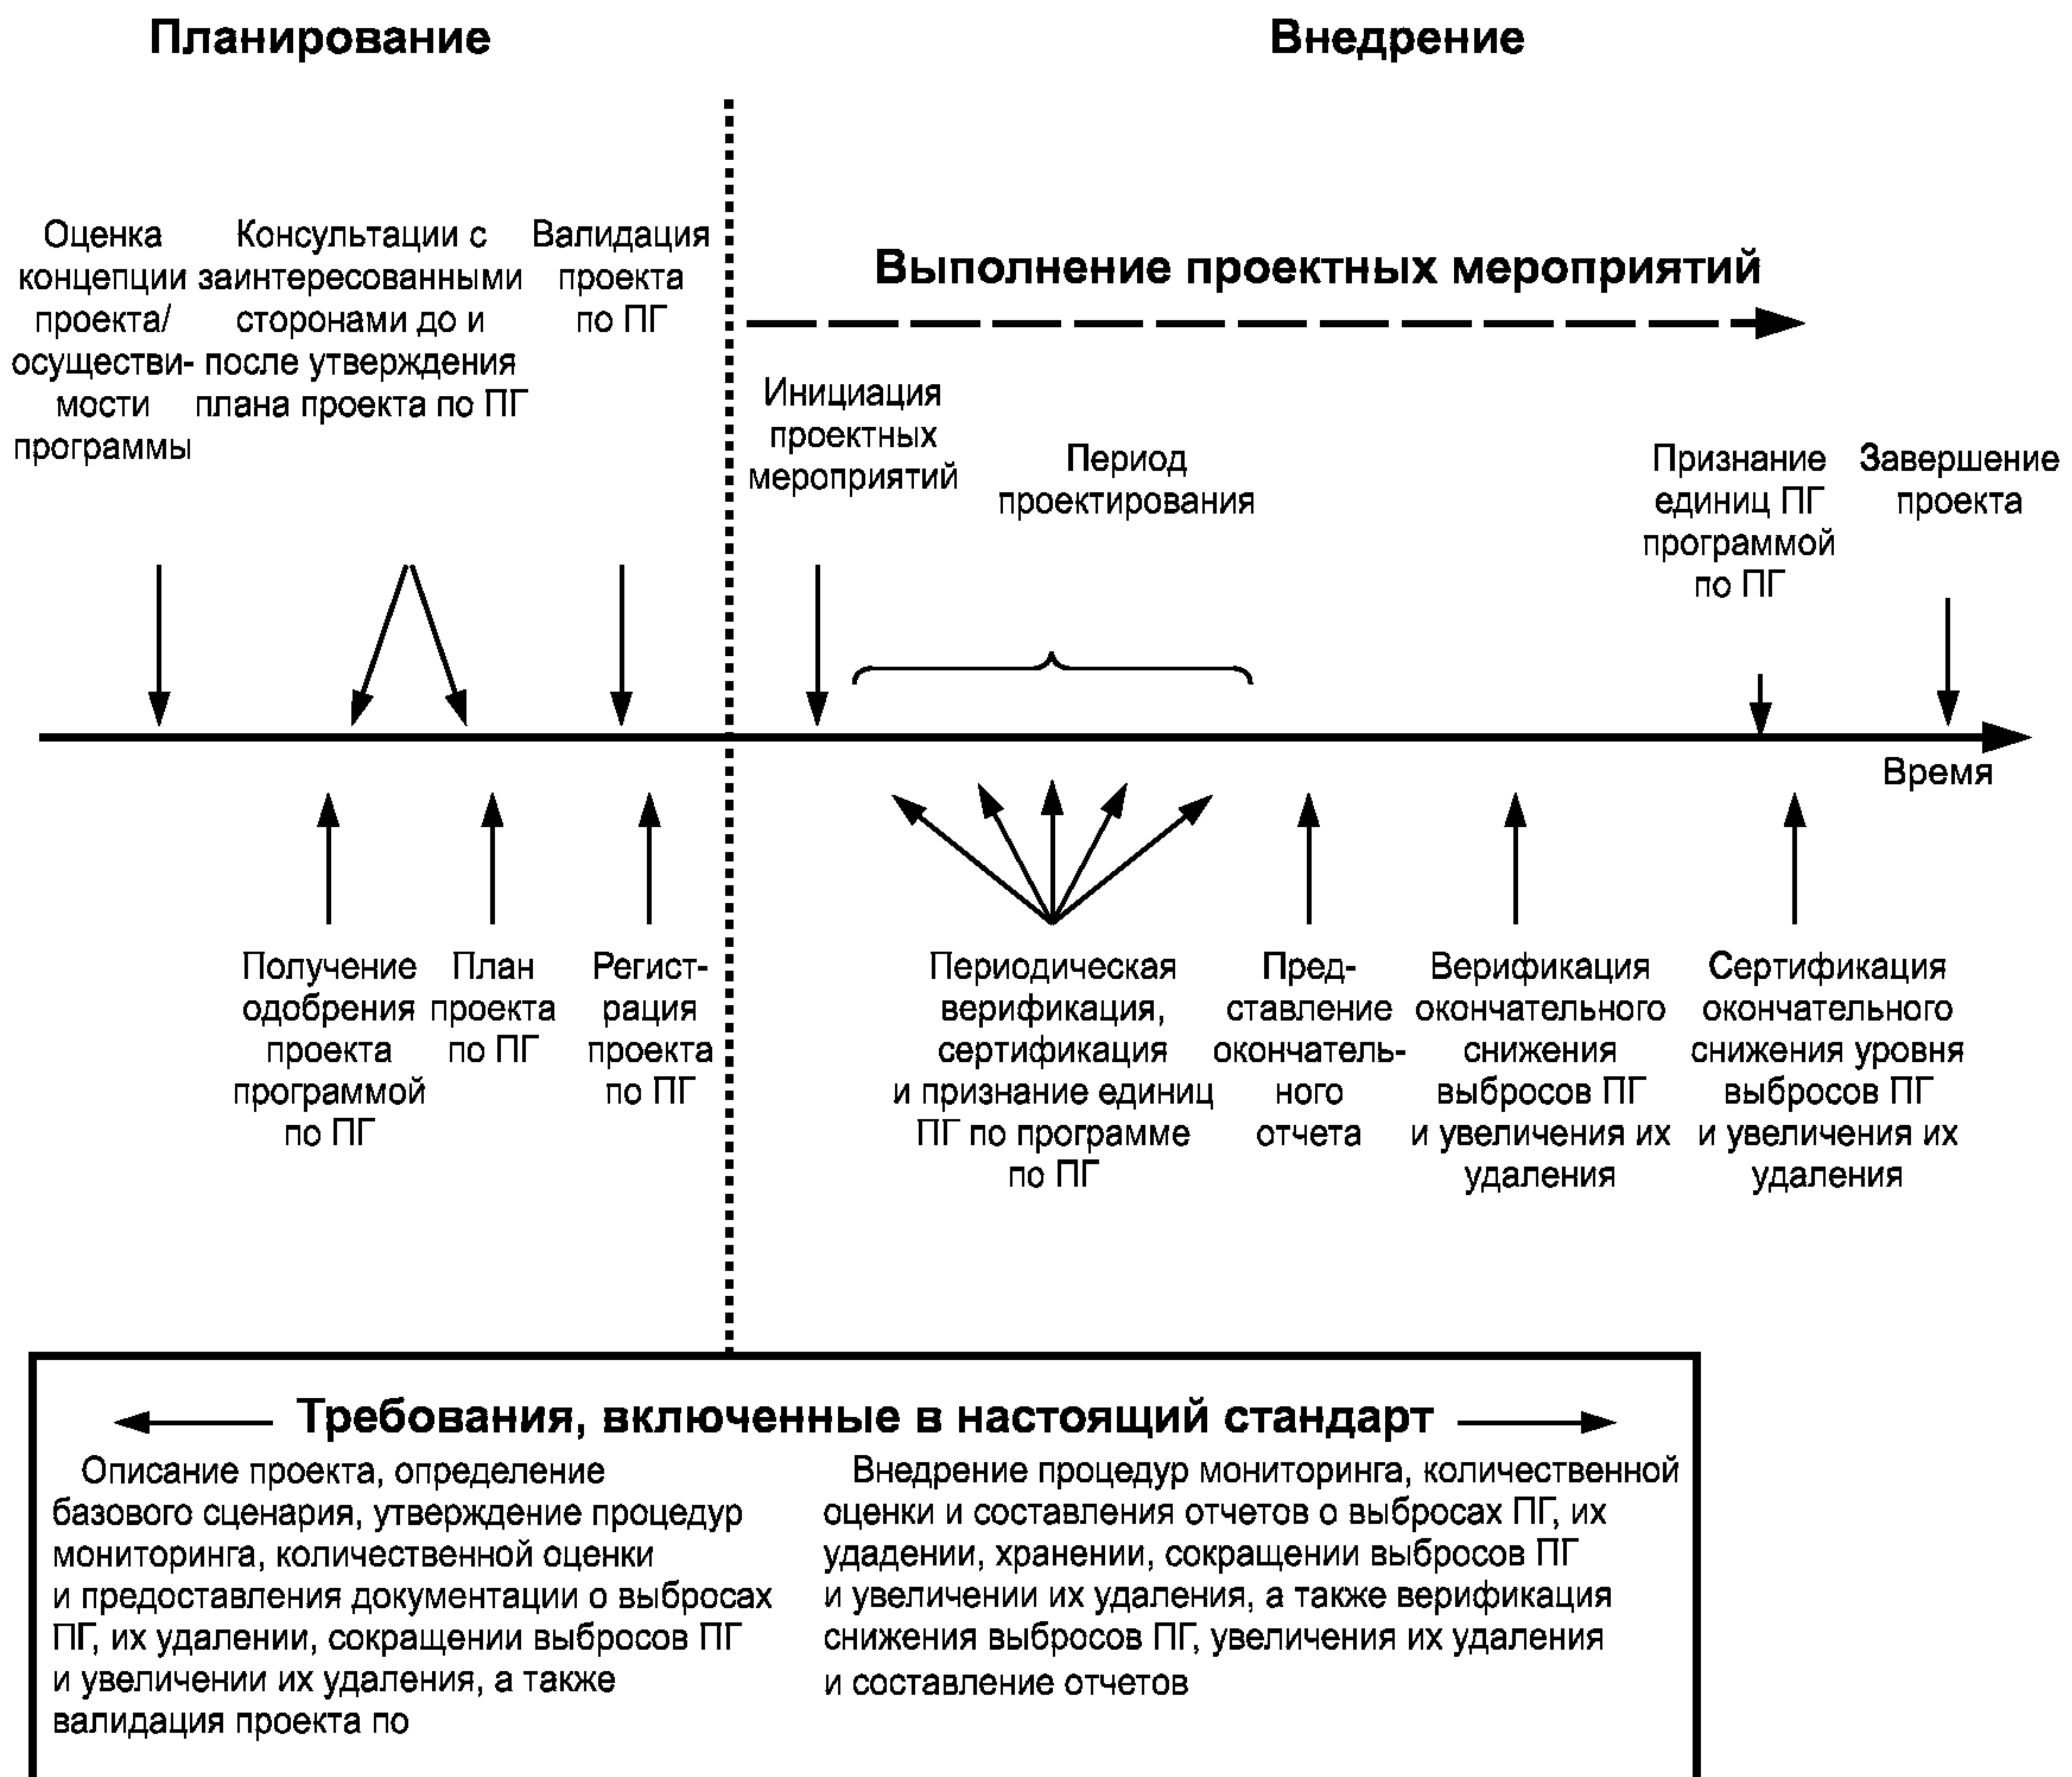 Планирование
Внедрение
Оценка
концепции
проекта/
осуществи-
мости
программы
Консультации с
заинтересованными
сторонами до и
после утверждения
плана проекта по ПГ
Валидация
проекта
по ПГ
Выполнение проектных мероприятий
Инициация
проектных
мероприятий
Период
проектирования
Признание
единиц ПГ
программой
по ПГ
Завершение
проекта
Время
Получение
одобрения
проекта
программой
по ПГ
План
проекта
по ПГ
Регист-
рация
проекта
по ПГ
Периодическая
верификация,
сертификация
и признание единиц
ПГ по программе
по ПГ
Пред-
ставление
окончатель-
ного
отчета
Верификация
окончательного
снижения
выбросов ПГ
и увеличения их
удаления
Сертификация
окончательного
снижения уровня
выбросов ПГ
и увеличения их
удаления
Требования, включенные в настоящий стандарт
Описание проекта, определение
базового сценария, утверждение процедур
мониторинга, количественной оценки
и предоставления документации о выбросах
ПГ, их удалении, сокращении выбросов ПГ
и увеличении их удаления, а также
валидация проекта по
Внедрение процедур мониторинга, количественной
оценки и составления отчетов о выбросах ПГ, их
удадении, хранении, сокращении выбросов ПГ
и увеличении их удаления, а также верификация
снижения выбросов ПГ, увеличения их удаления
и составление отчетов